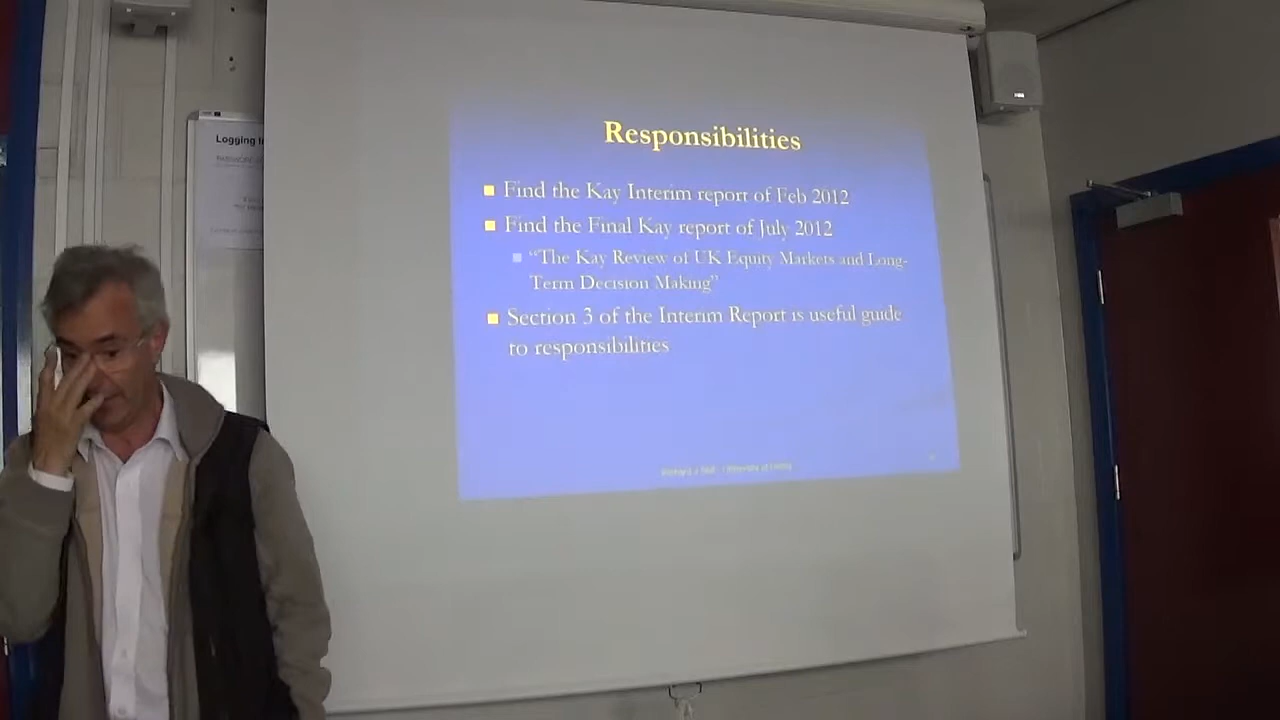 Logging
Responsibilities
Find the Kay Interim report of Feb 2012
Find the Final Kay report of July 2012
“The Kay Review of UK Equity Markets and Long-
Term Decision Making”
Section 3 of the Interim Report is useful guide
to responsibilities